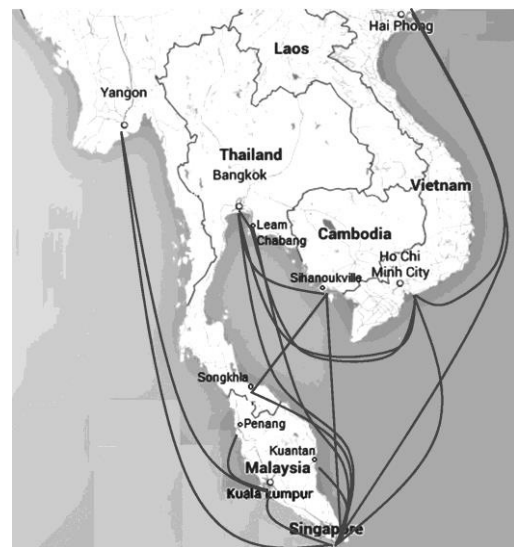 Hai Phong
Laos
Yangon
Thailand
Bangkok
Vietnam
Leam
Chabang
Cambodia
Ho Chi
Minh City
Sihanoukville
Songkhla
Penang
Kuantan
Malaysia
Kuala Lumpur
Singapore